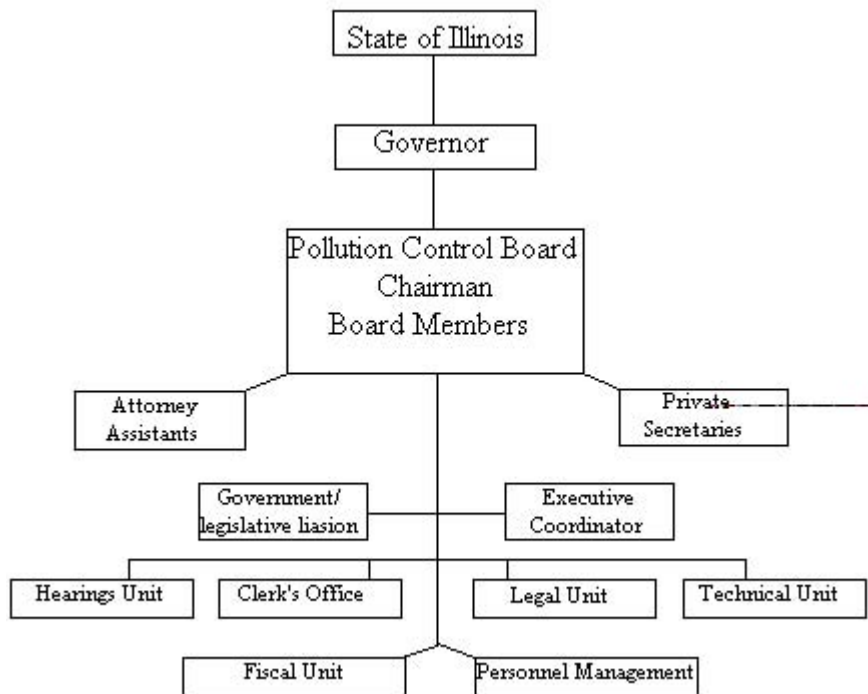 State of Illinois
Governor
Pollution Control Board
Chairman
Board Members
Attorney
Assistants
Private
Secretaries
Government/
legislative liasion
Executive
Coordinator
Hearings Unit
Clerk's Office
Legal Unit
Technical Unit
Fiscal Unit
Personnel Management